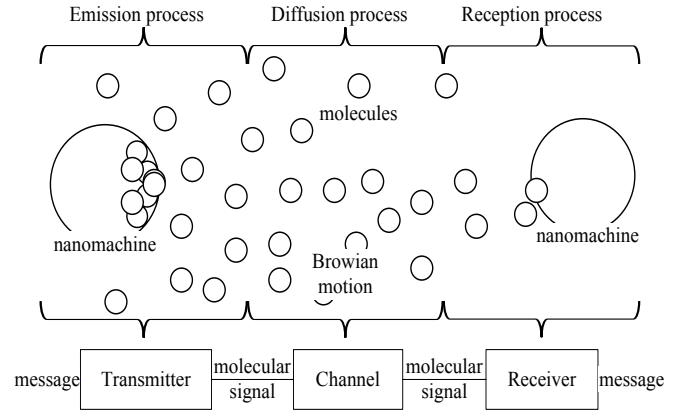 Emission process
Diffusion process
Reception process
molecules
nanomachine
nanomachine
Browian
motion
message
Transmitter
molecular
signal
Channel
molecular
signal
Receiver
message